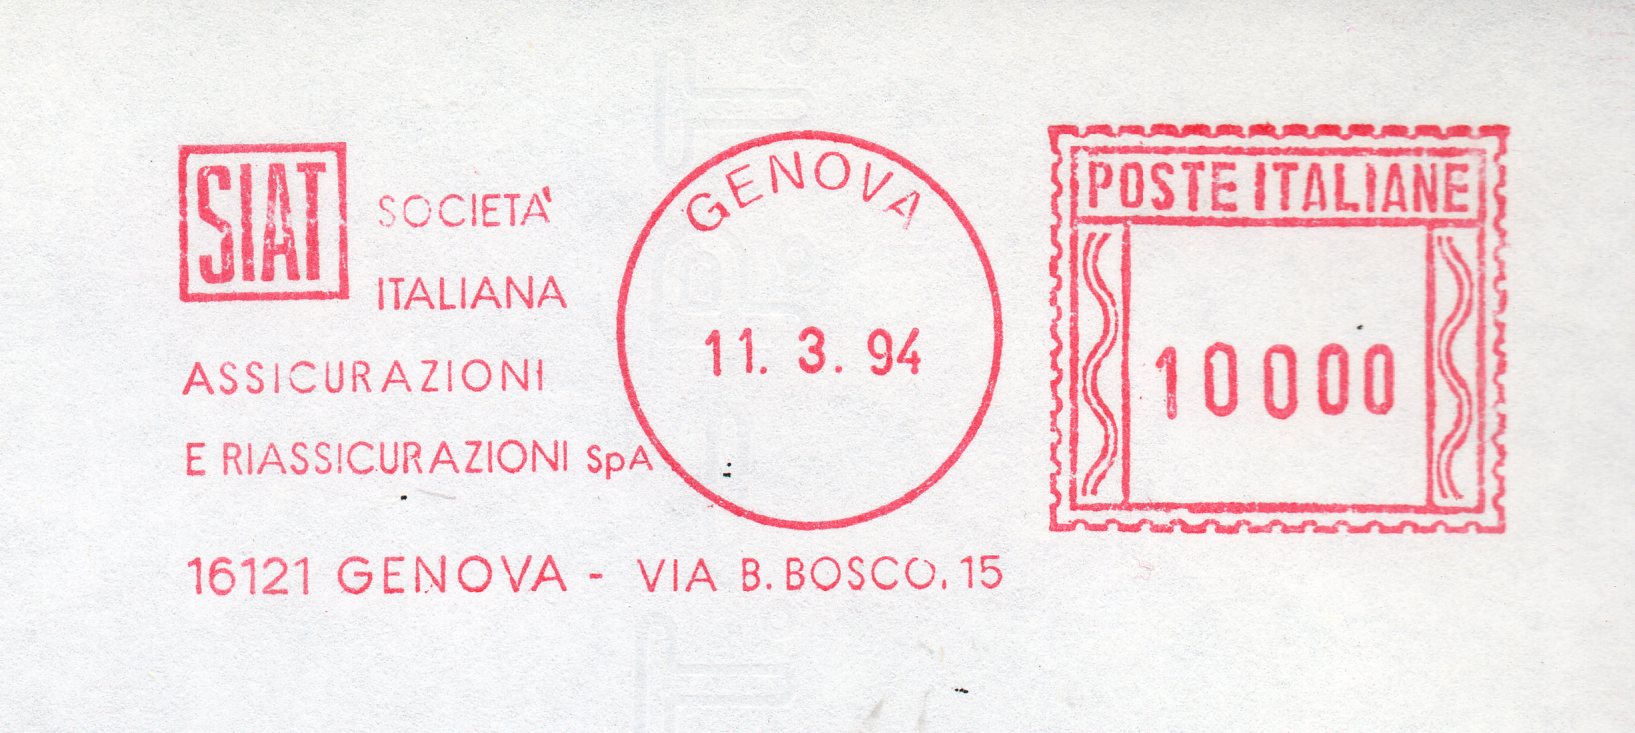 SIAT
SOCIETA'
ITALIANA
ASSICURAZIONI
E RIASSICURAZIONI SpA
16121 GENOVA - VIA B. BOSCO, 15
GENOVA
11. 3. 94
POSTE ITALIANE
10000